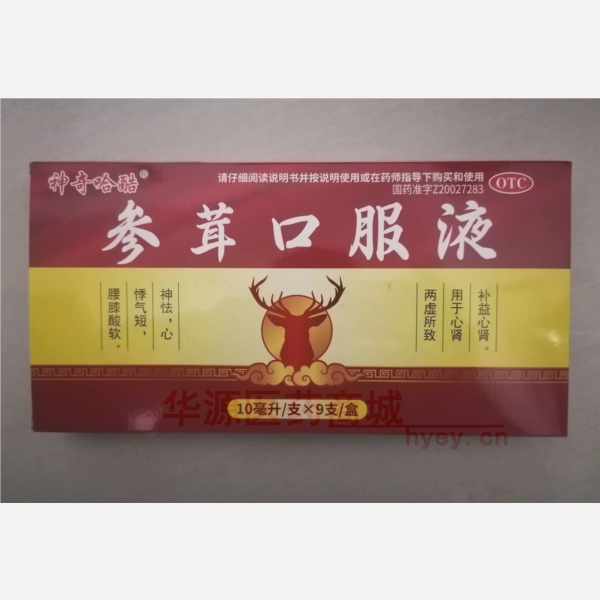 神奇哈酷®
请仔细阅读说明书并按说明使用或在药师指导下购买和使用
国药准字Z20027283
OTC
参茸口服液
补益心肾。
用于心肾
两虚所致
神怯，心
悸气短，
腰膝酸软。
10毫升/支×9支/盒
华源医药商城
hyey.cn